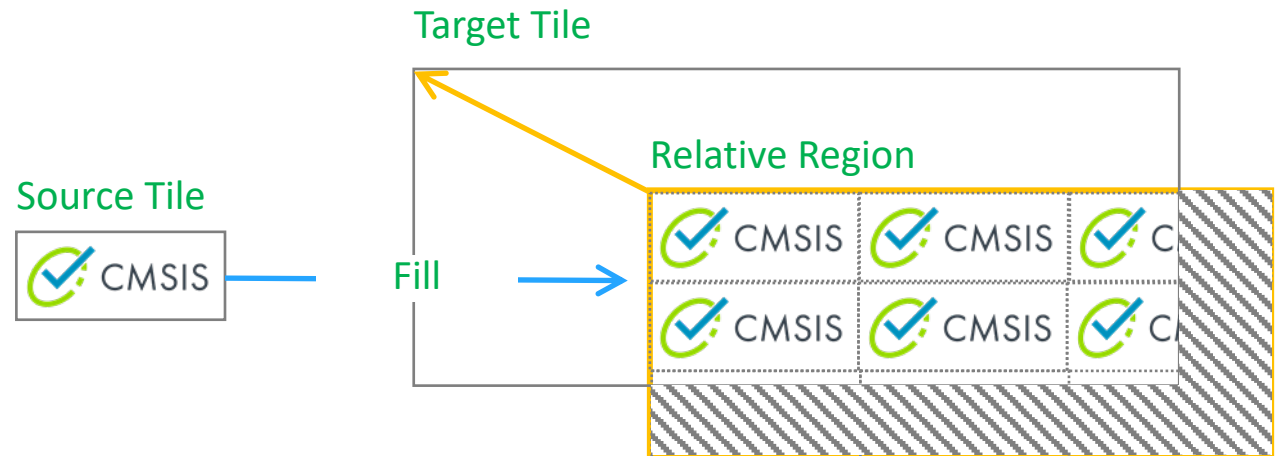 Target Tile
Relative Region
Source Tile
CMSIS CMSIS C
CMSIS
Fill
CMSIS CMSIS C